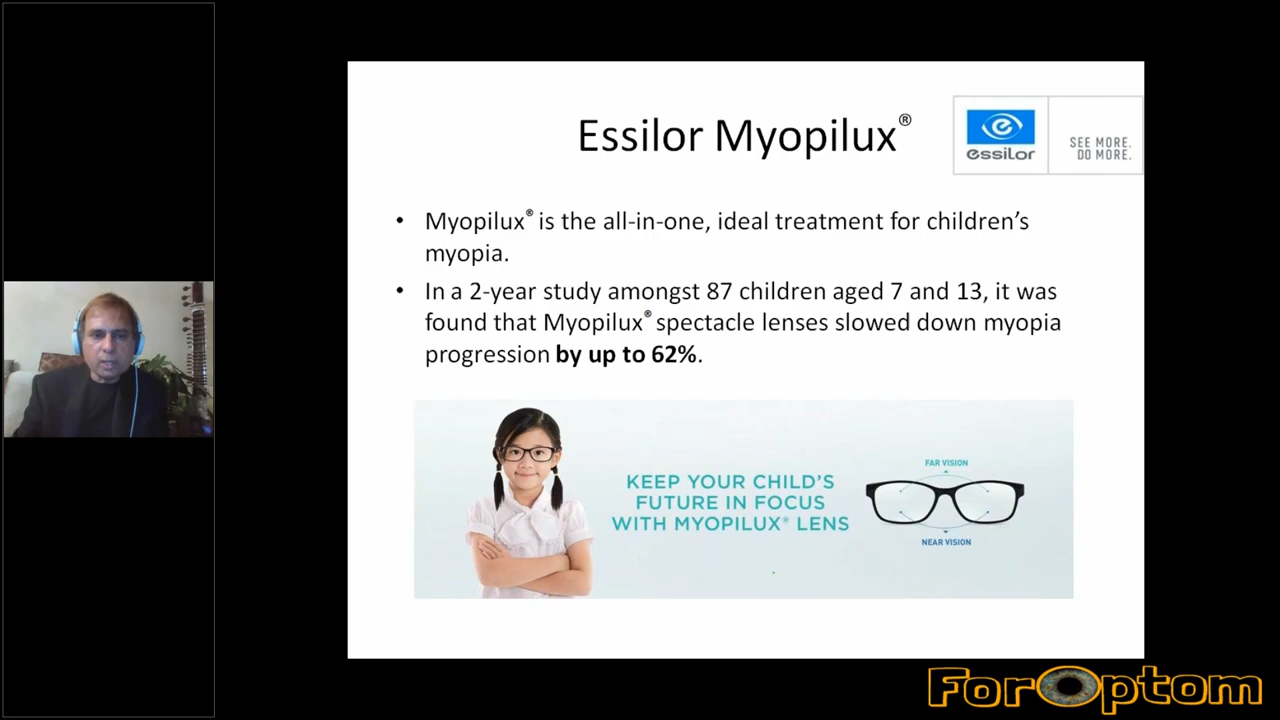 Essilor Myopilux®
essilor
SEE MORE.
DO MORE.
• Myopilux® is the all-in-one, ideal treatment for children’s
myopia.
• In a 2-year study amongst 87 children aged 7 and 13, it was
found that Myopilux® spectacle lenses slowed down myopia
progression by up to 62%.
KEEP YOUR CHILD’S
FUTURE IN FOCUS
WITH MYOPILUX® LENS
FAR VISION
NEAR VISION
ForOptom